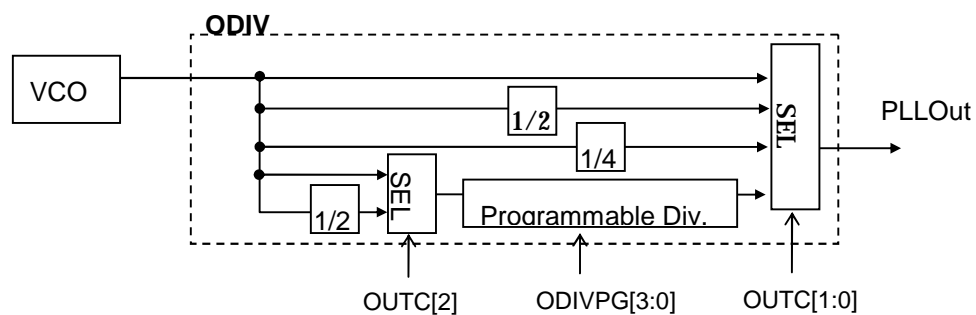 ODIV
VCO
1/2
1/4
SEL
PLLOut
SEL
1/2
Programmable Div.
OUTC[2]
ODIVPG[3:0]
OUTC[1:0]